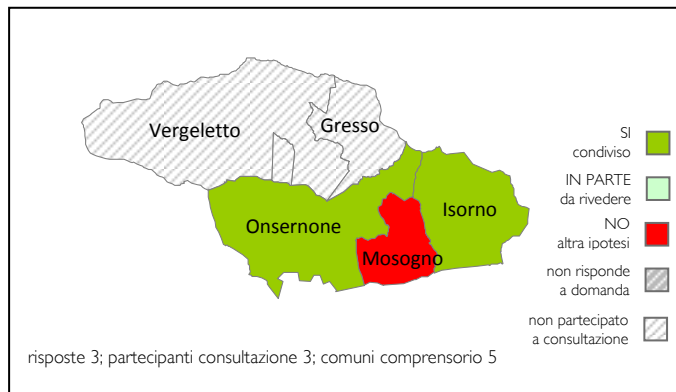 Vergeletto
Gresso
Onsernone
Isorno
Mosogno
SI
condiviso
IN PARTE
da rivedere
NO
altra ipotesi
non risponde
a domanda
non partecipato
a consultazione
risposte 3; partecipanti consultazione 3; comuni comprensorio 5